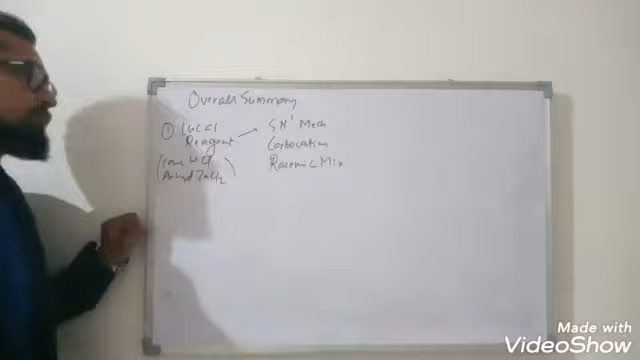 Overall Summary
① Lucas → SN¹ Mech
Reagent
Carbocation
(Conc HCl
Anhyd ZnCl₂)
Racemic Mix
Made with
VideoShow